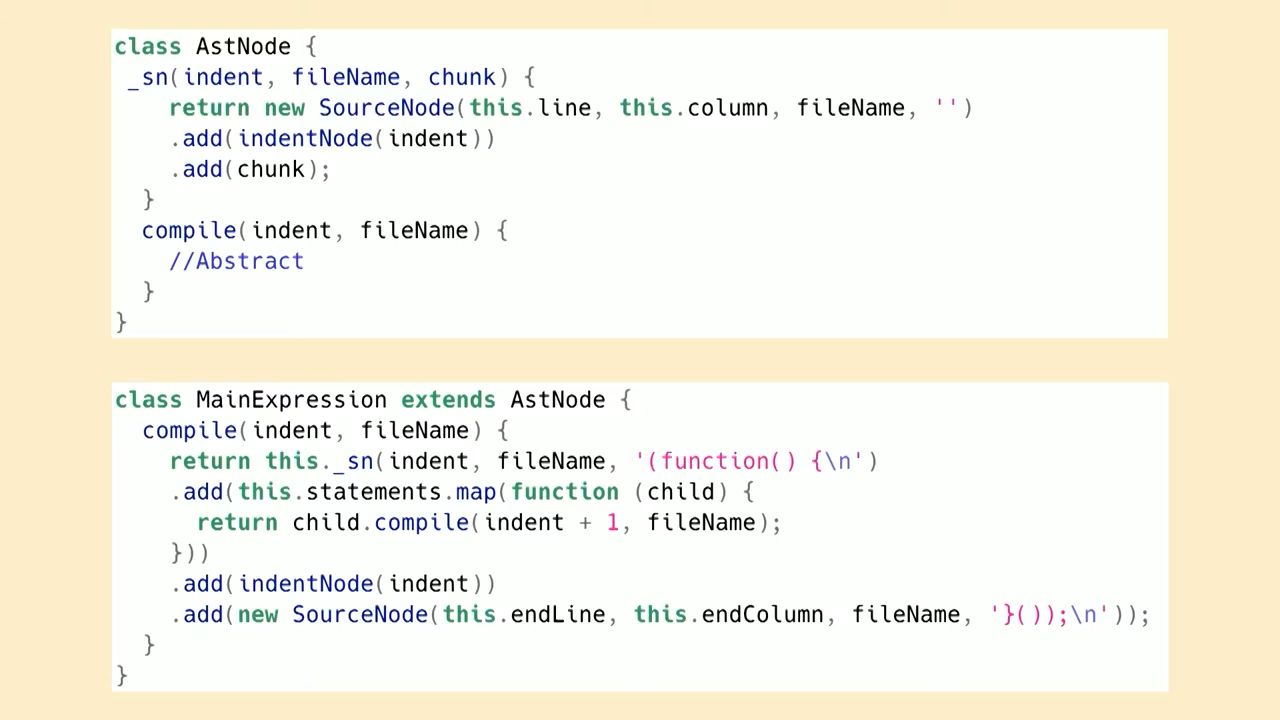 class AstNode {
 _sn(indent, fileName, chunk) {
    return new SourceNode(this.line, this.column, fileName, '')
    .add(indentNode(indent))
    .add(chunk);
  }
  compile(indent, fileName) {
    //Abstract
  }
}
class MainExpression extends AstNode {
  compile(indent, fileName) {
    return this._sn(indent, fileName, '(function() {\n')
    .add(this.statements.map(function (child) {
      return child.compile(indent + 1, fileName);
    }))
    .add(indentNode(indent))
    .add(new SourceNode(this.endLine, this.endColumn, fileName, '}());\n'));
  }
}